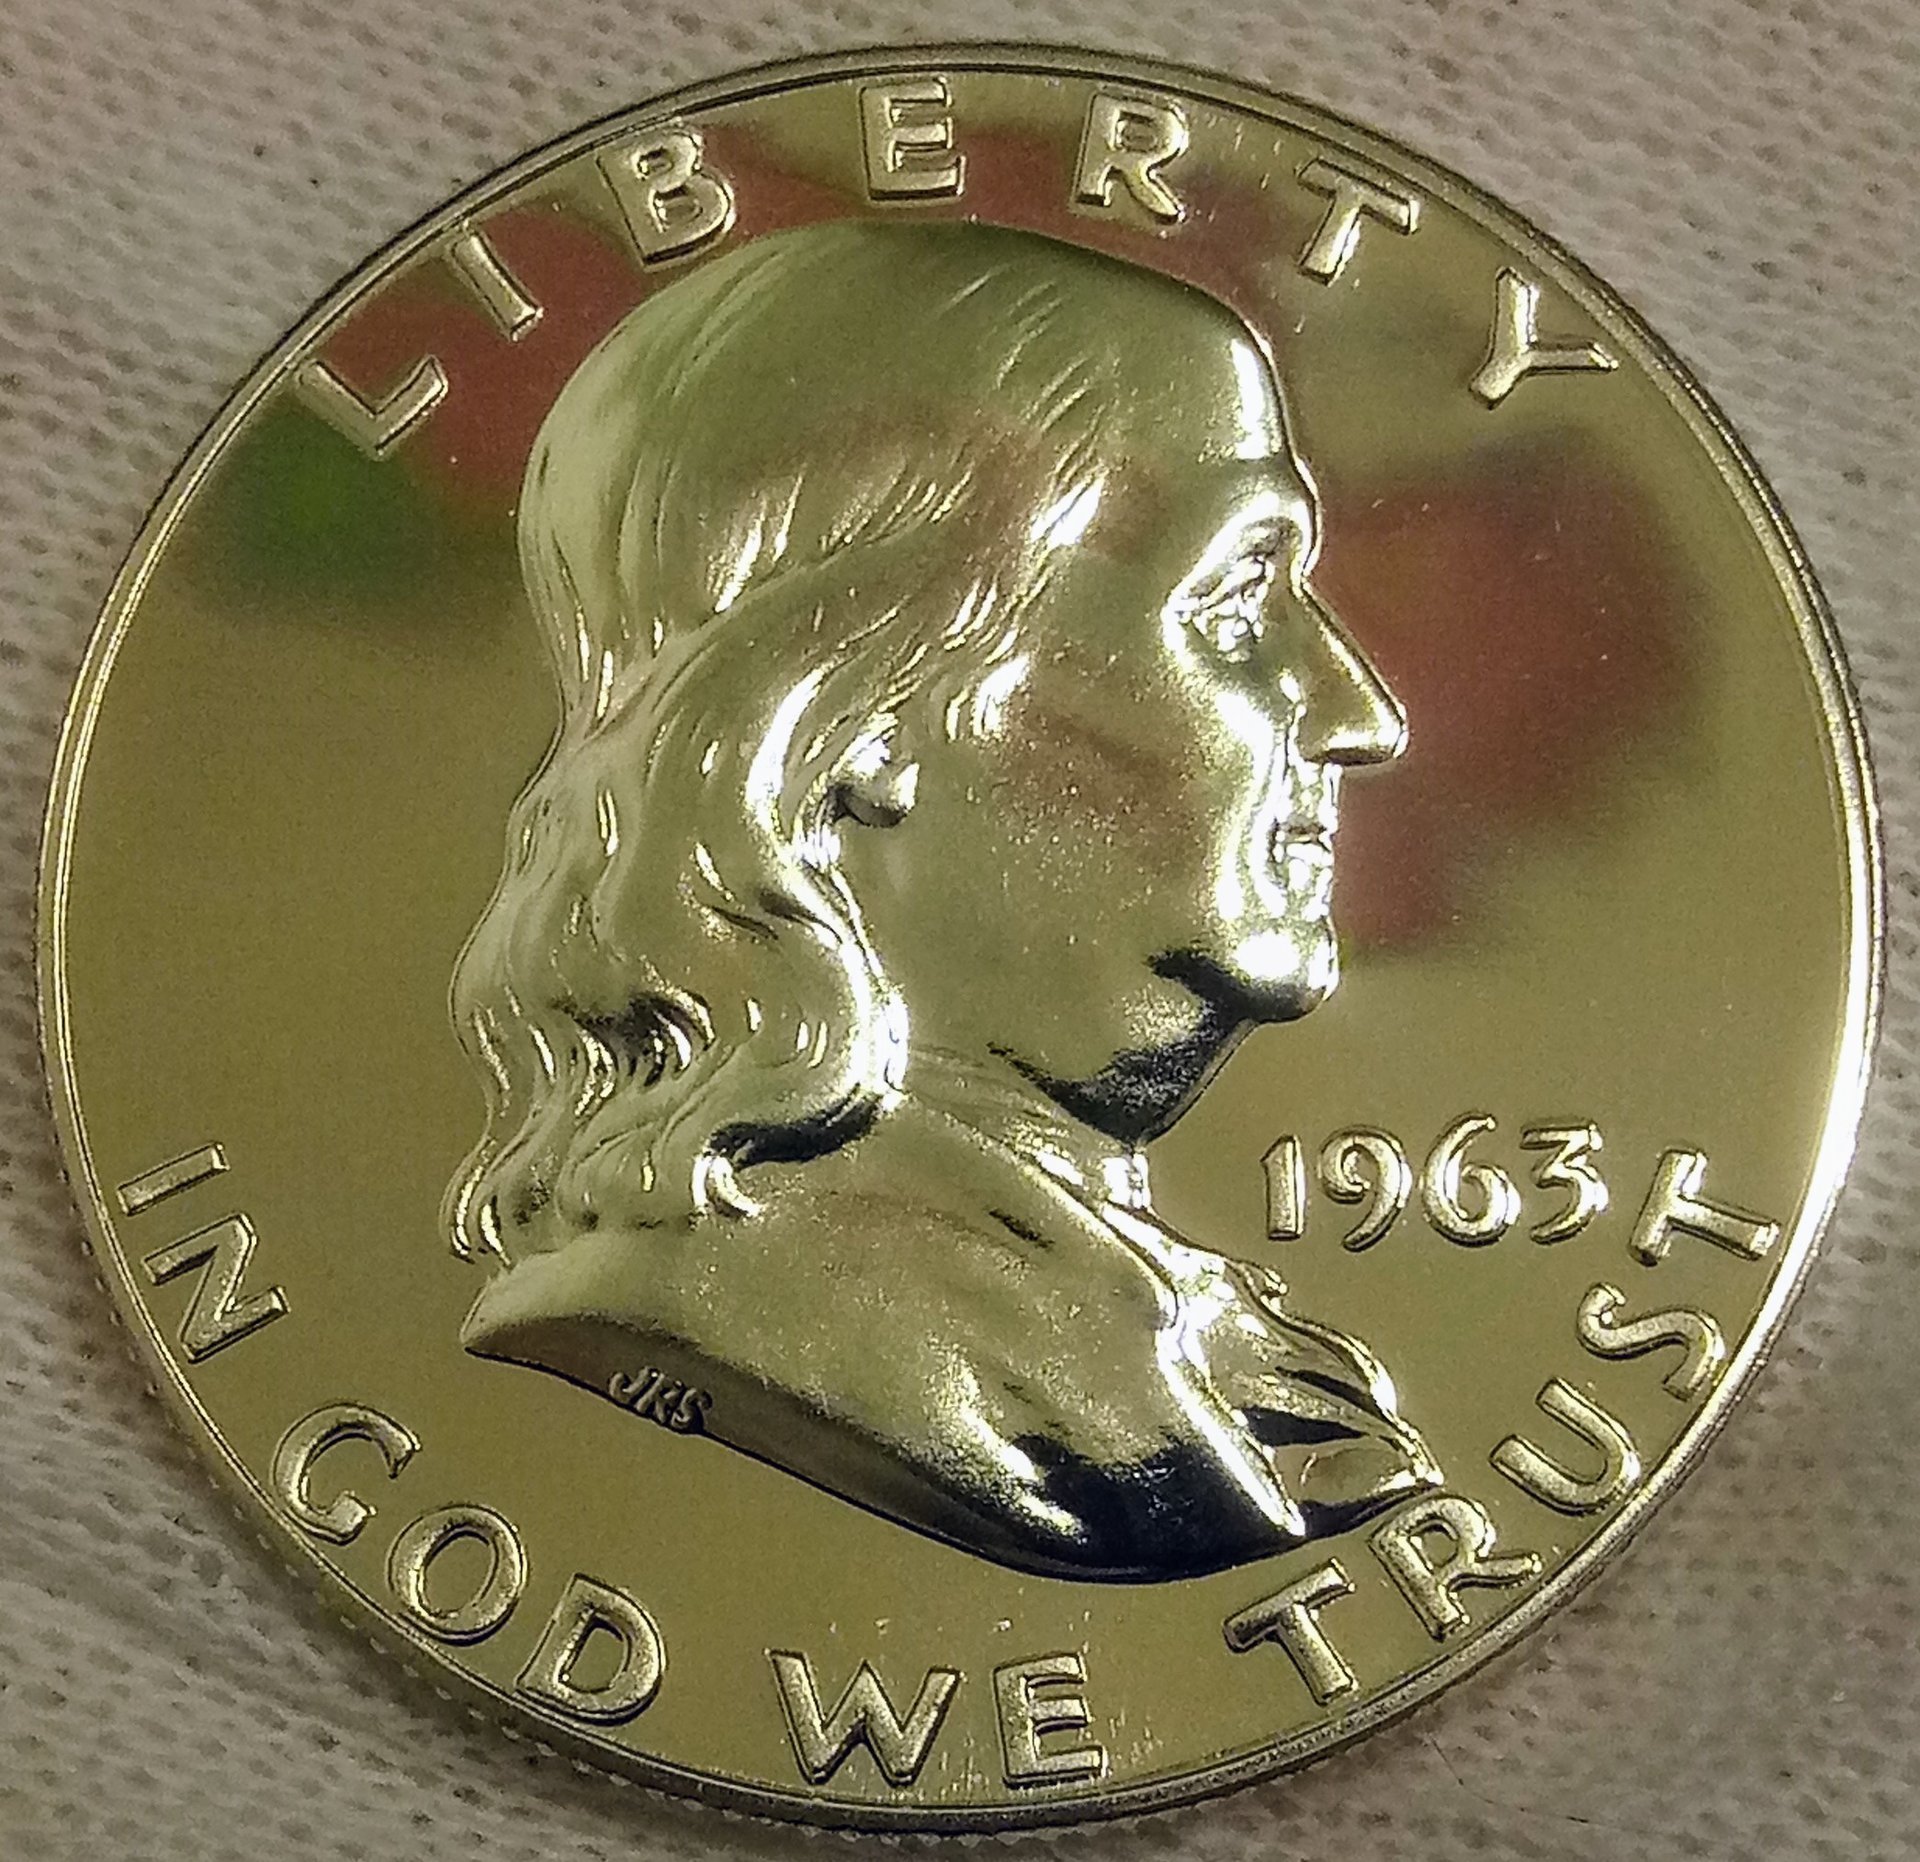 LIBERTY
1963
JRS
IN GOD WE TRUST